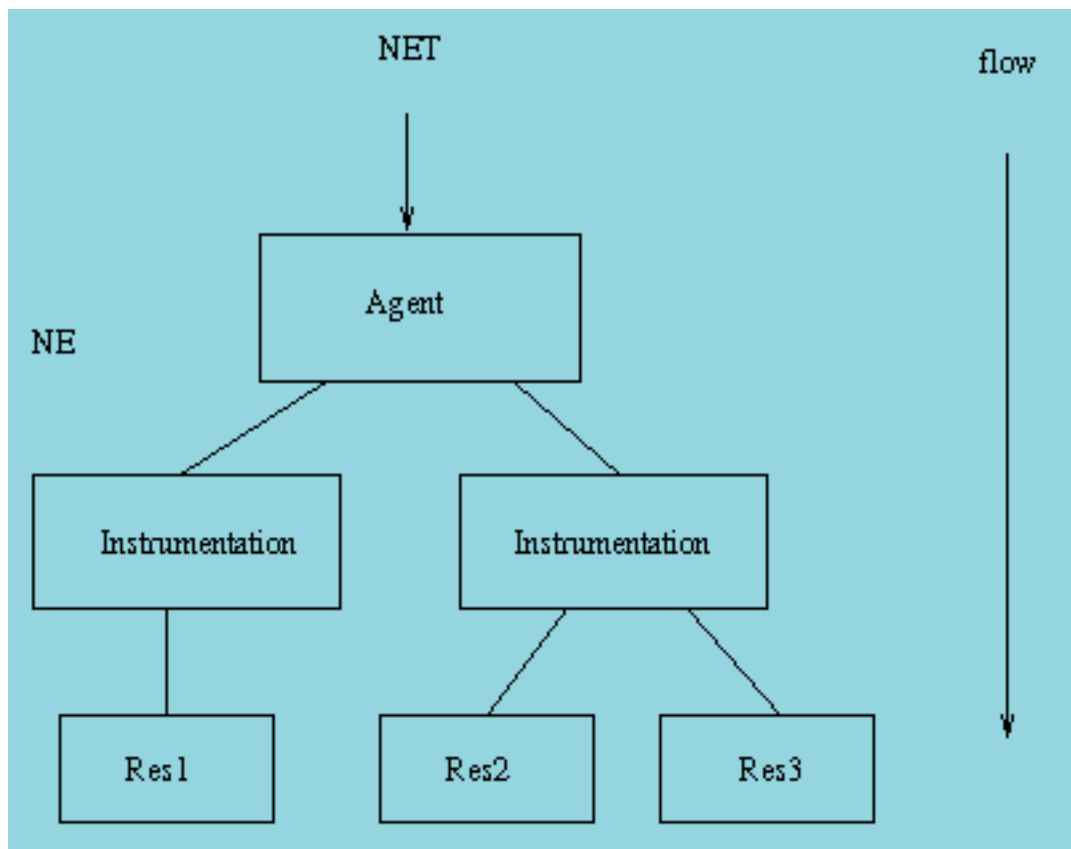 NET
flow
Agent
NE
Instrumentation
Instrumentation
Res1
Res2
Res3